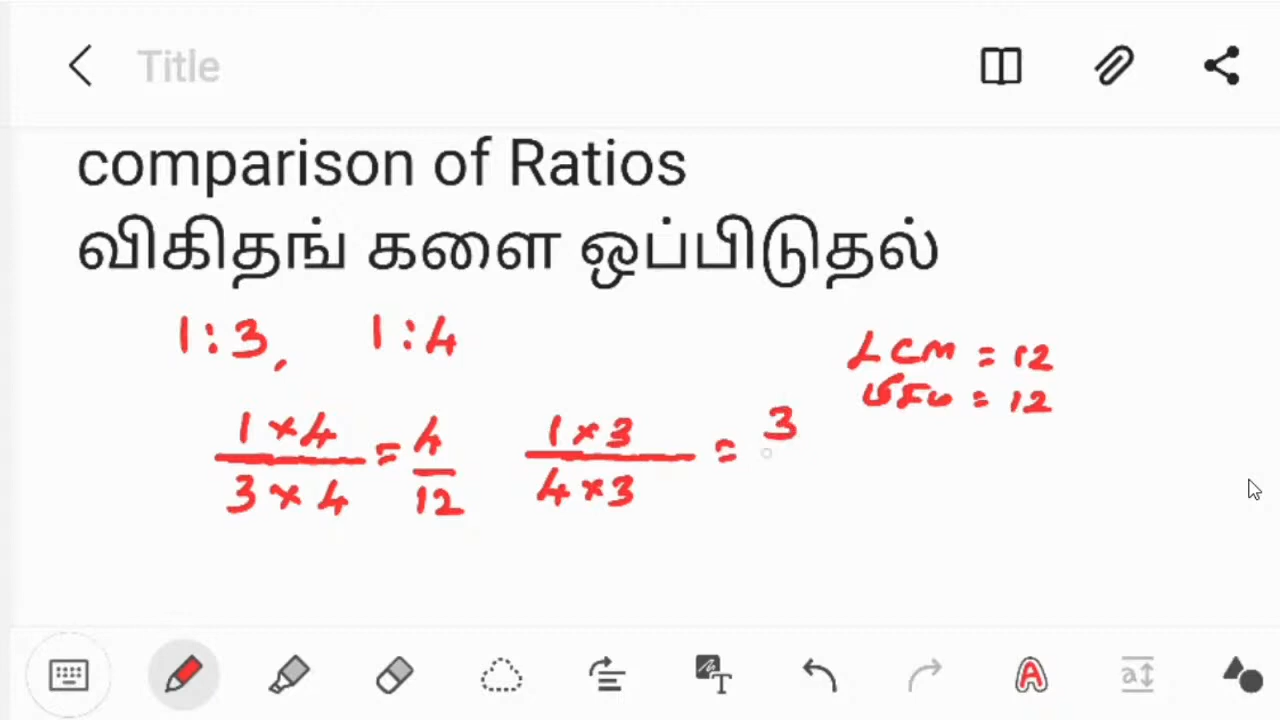 Title
comparison of Ratios
விகிதங் களை ஒப்பிடுதல்
1 : 3, 1 : 4
LCM = 12
மீசிம = 12
1 × 4 / 3 × 4 = 4 / 12 1 × 3 / 4 × 3 = 3
T
A
a